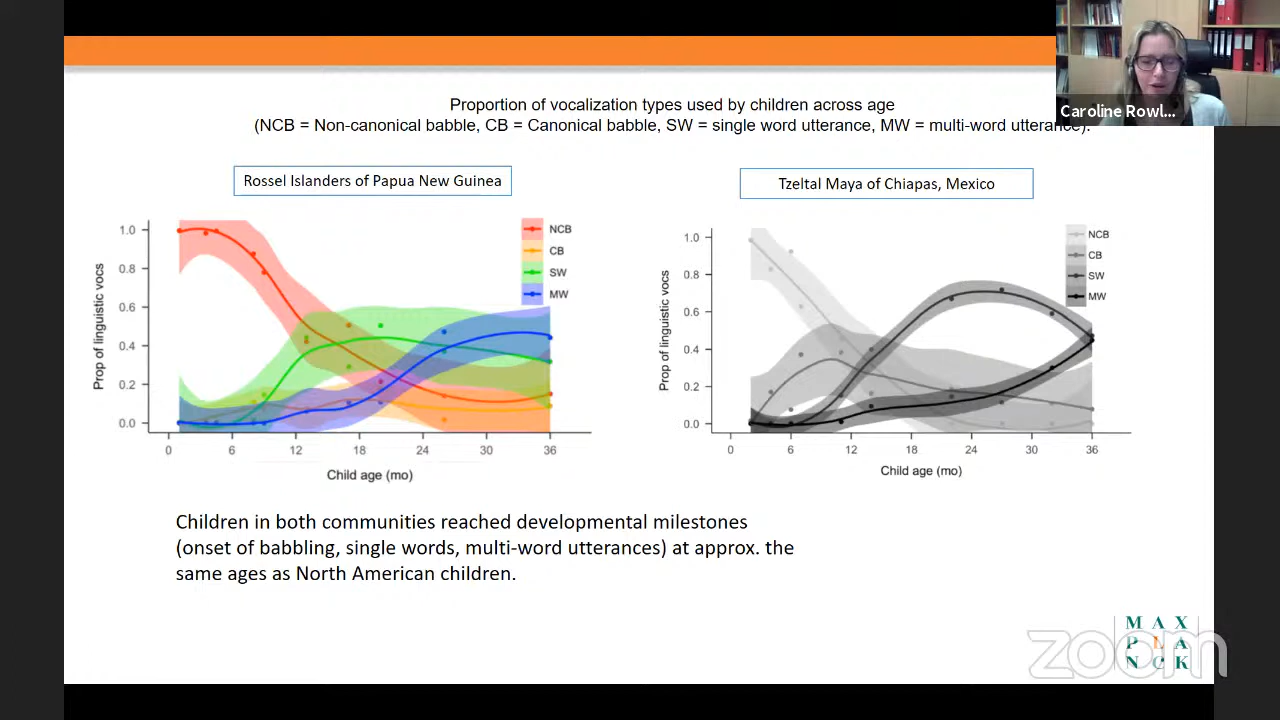 Proportion of vocalization types used by children across age
(NCB = Non-canonical babble, CB = Canonical babble, SW = single word utterance, MW = multi-word utterance).
Caroline Rowl...
Rossel Islanders of Papua New Guinea
Tzeltal Maya of Chiapas, Mexico
Prop of linguistic vocs
1.0
0.8
0.6
0.4
0.2
0.0
0 6 12 18 24 30 36
Child age (mo)
NCB
CB
SW
MW
Prop of linguistic vocs
1.0
0.8
0.6
0.4
0.2
0.0
0 6 12 18 24 30 36
Child age (mo)
NCB
CB
SW
MW
Children in both communities reached developmental milestones
(onset of babbling, single words, multi-word utterances) at approx. the
same ages as North American children.
MAX
PLA
NCK
zoom